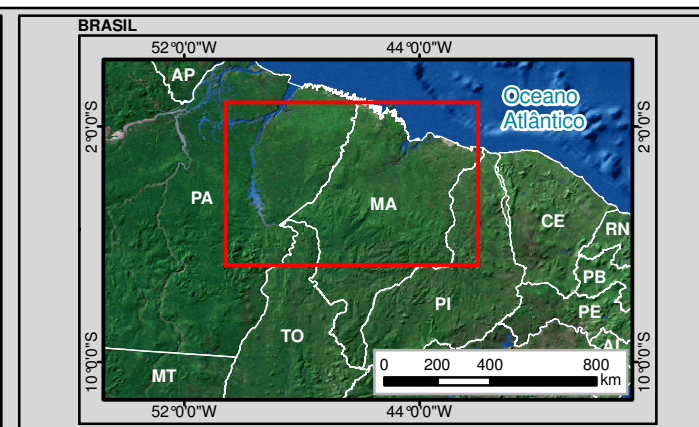 BRASIL
52°0'0"W 44°0'0"W
AP
Oceano
Atlântico
2°0'0"S 2°0'0"S
PA
MA
CE
RN
PB
PI
PE
TO
AL
MT
10°0'0"S 10°0'0"S
0 200 400 800
km
52°0'0"W 44°0'0"W